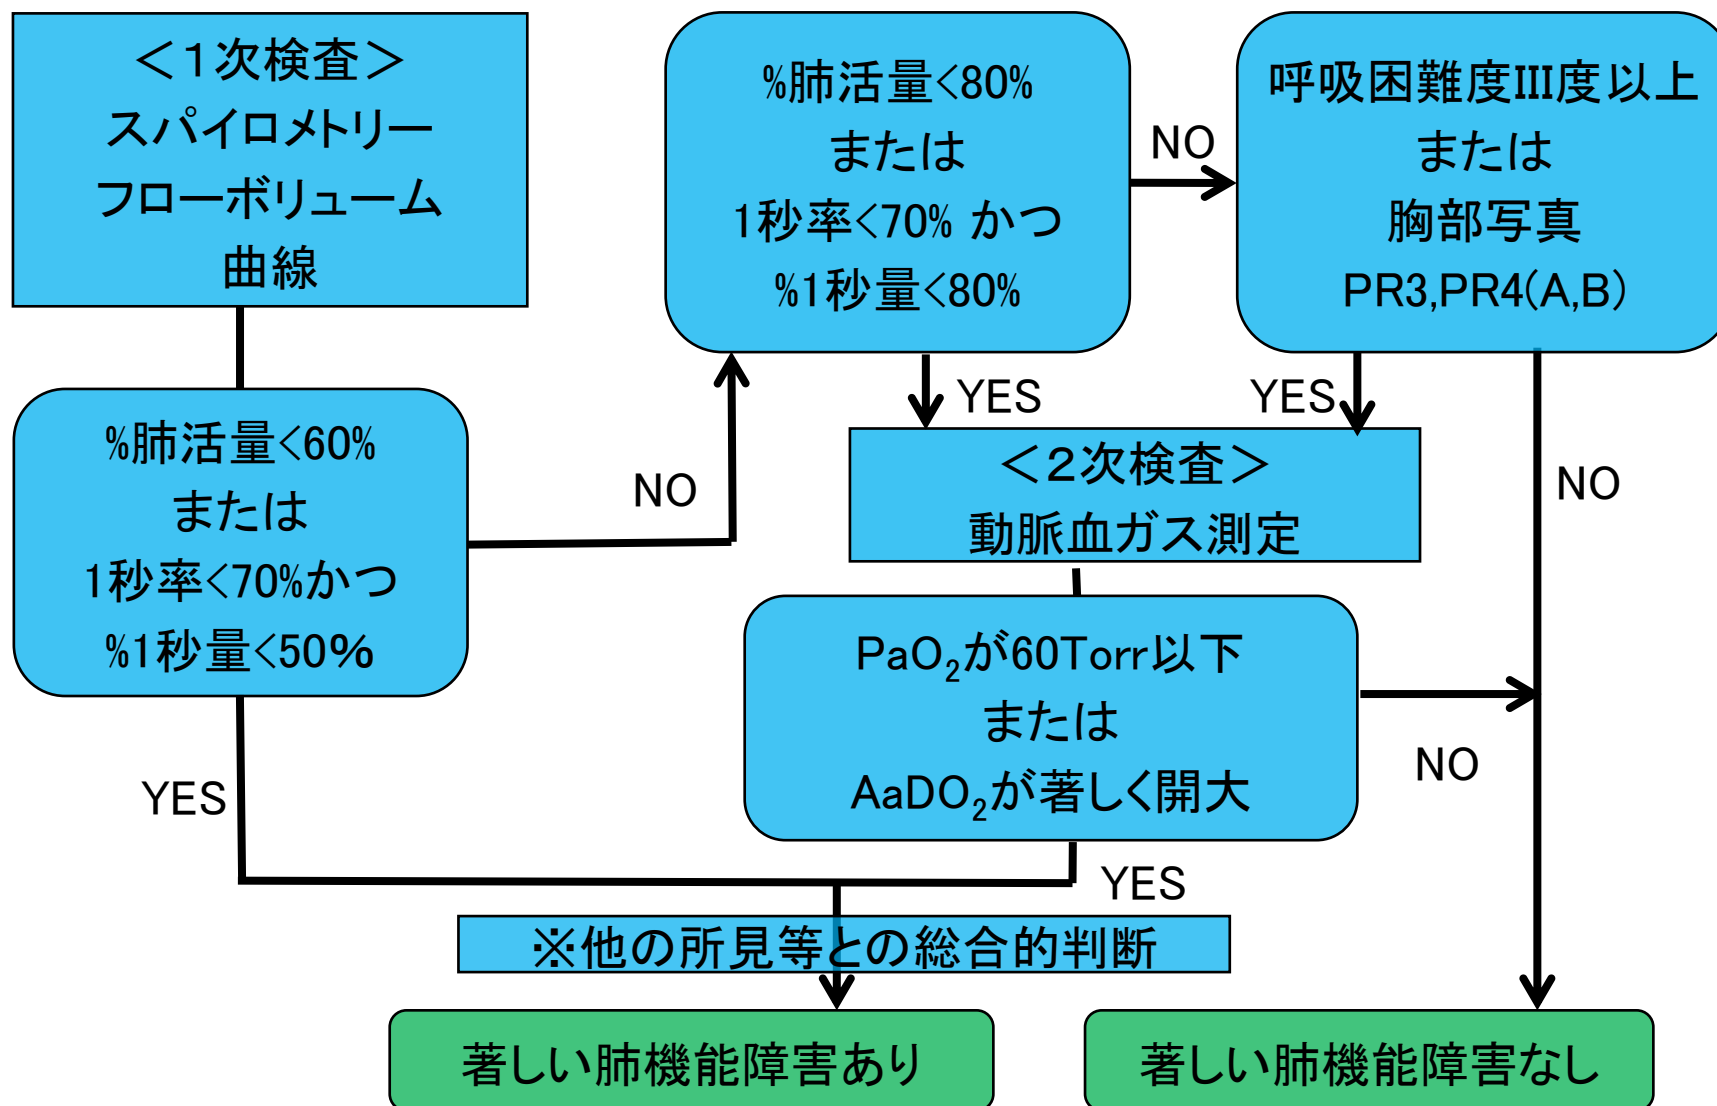 ＜１次検査＞
スパイロメトリー
フローボリューム
曲線
%肺活量<60%
または
1秒率<70%かつ
%1秒量<50％
YES
NO
%肺活量<80%
または
1秒率<70% かつ
%1秒量<80%
NO
YES
呼吸困難度III度以上
または
胸部写真
PR3,PR4(A,B)
YES
NO
＜２次検査＞
動脈血ガス測定
PaO₂が60Torr以下
または
AaDO₂が著しく開大
NO
YES
※他の所見等との総合的判断
著しい肺機能障害あり
著しい肺機能障害なし